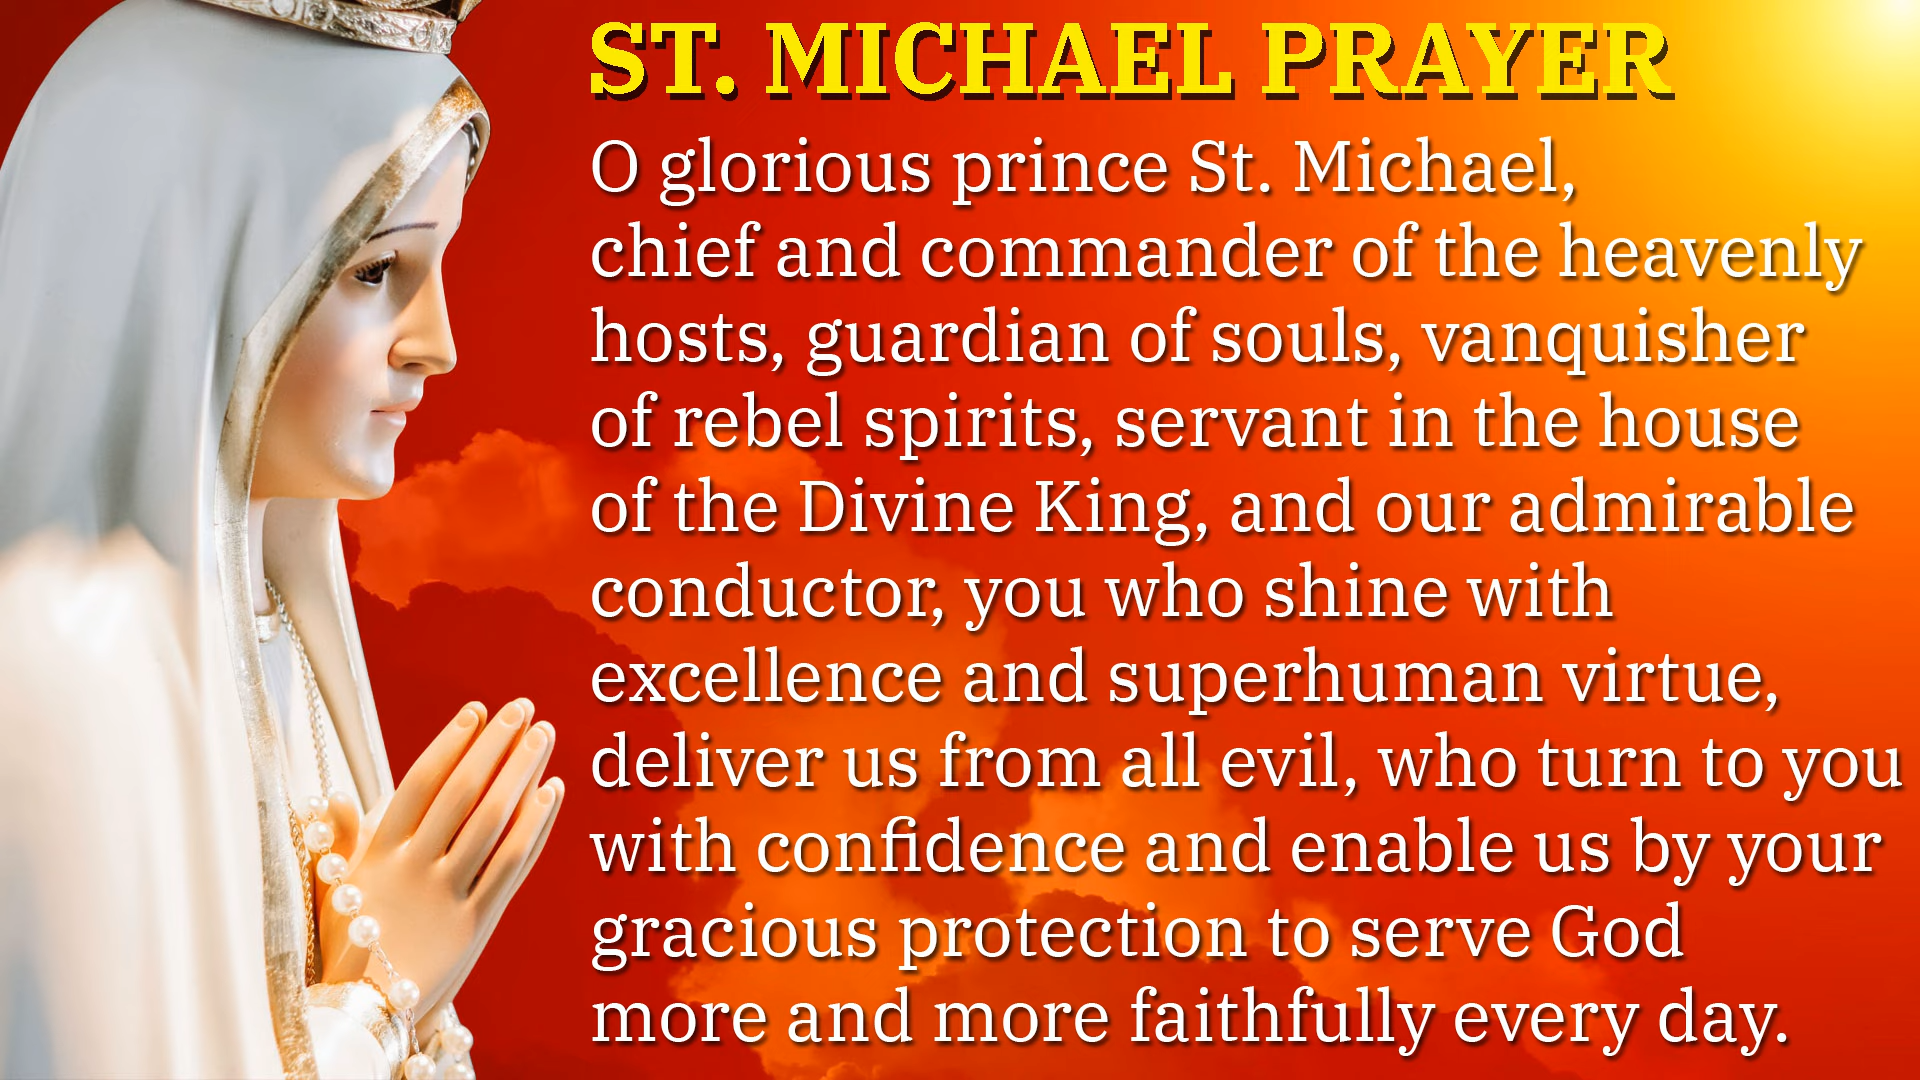 ST. MICHAEL PRAYER
O glorious prince St. Michael,
chief and commander of the heavenly
hosts, guardian of souls, vanquisher
of rebel spirits, servant in the house
of the Divine King, and our admirable
conductor, you who shine with
excellence and superhuman virtue,
deliver us from all evil, who turn to you
with confidence and enable us by your
gracious protection to serve God
more and more faithfully every day.